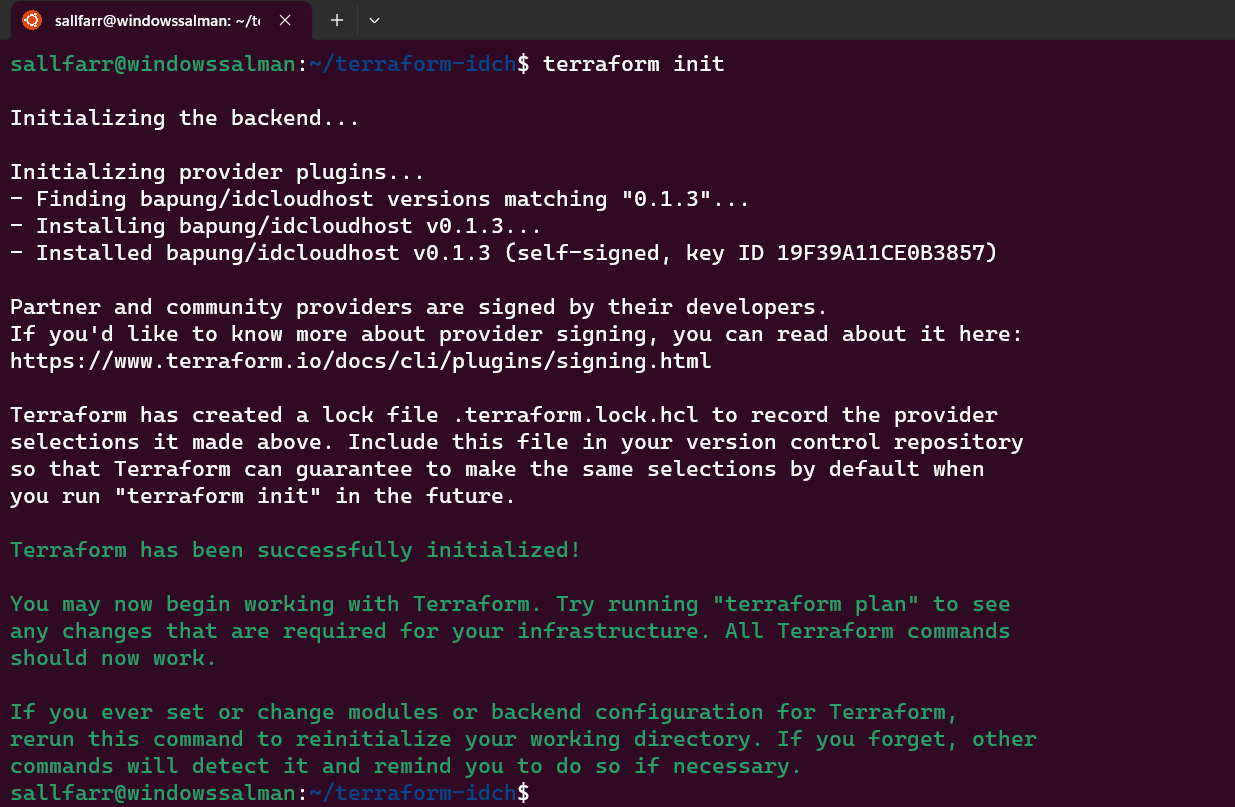 sallfarr@windowssalman: ~/te
sallfarr@windowssalman:~/terraform-idch$ terraform init
Initializing the backend...
Initializing provider plugins...
- Finding bapung/idcloudhost versions matching "0.1.3"...
- Installing bapung/idcloudhost v0.1.3...
- Installed bapung/idcloudhost v0.1.3 (self-signed, key ID 19F39A11CE0B3857)
Partner and community providers are signed by their developers.
If you'd like to know more about provider signing, you can read about it here:
https://www.terraform.io/docs/cli/plugins/signing.html
Terraform has created a lock file .terraform.lock.hcl to record the provider
selections it made above. Include this file in your version control repository
so that Terraform can guarantee to make the same selections by default when
you run "terraform init" in the future.
Terraform has been successfully initialized!
You may now begin working with Terraform. Try running "terraform plan" to see
any changes that are required for your infrastructure. All Terraform commands
should now work.
If you ever set or change modules or backend configuration for Terraform,
rerun this command to reinitialize your working directory. If you forget, other
commands will detect it and remind you to do so if necessary.
sallfarr@windowssalman:~/terraform-idch$